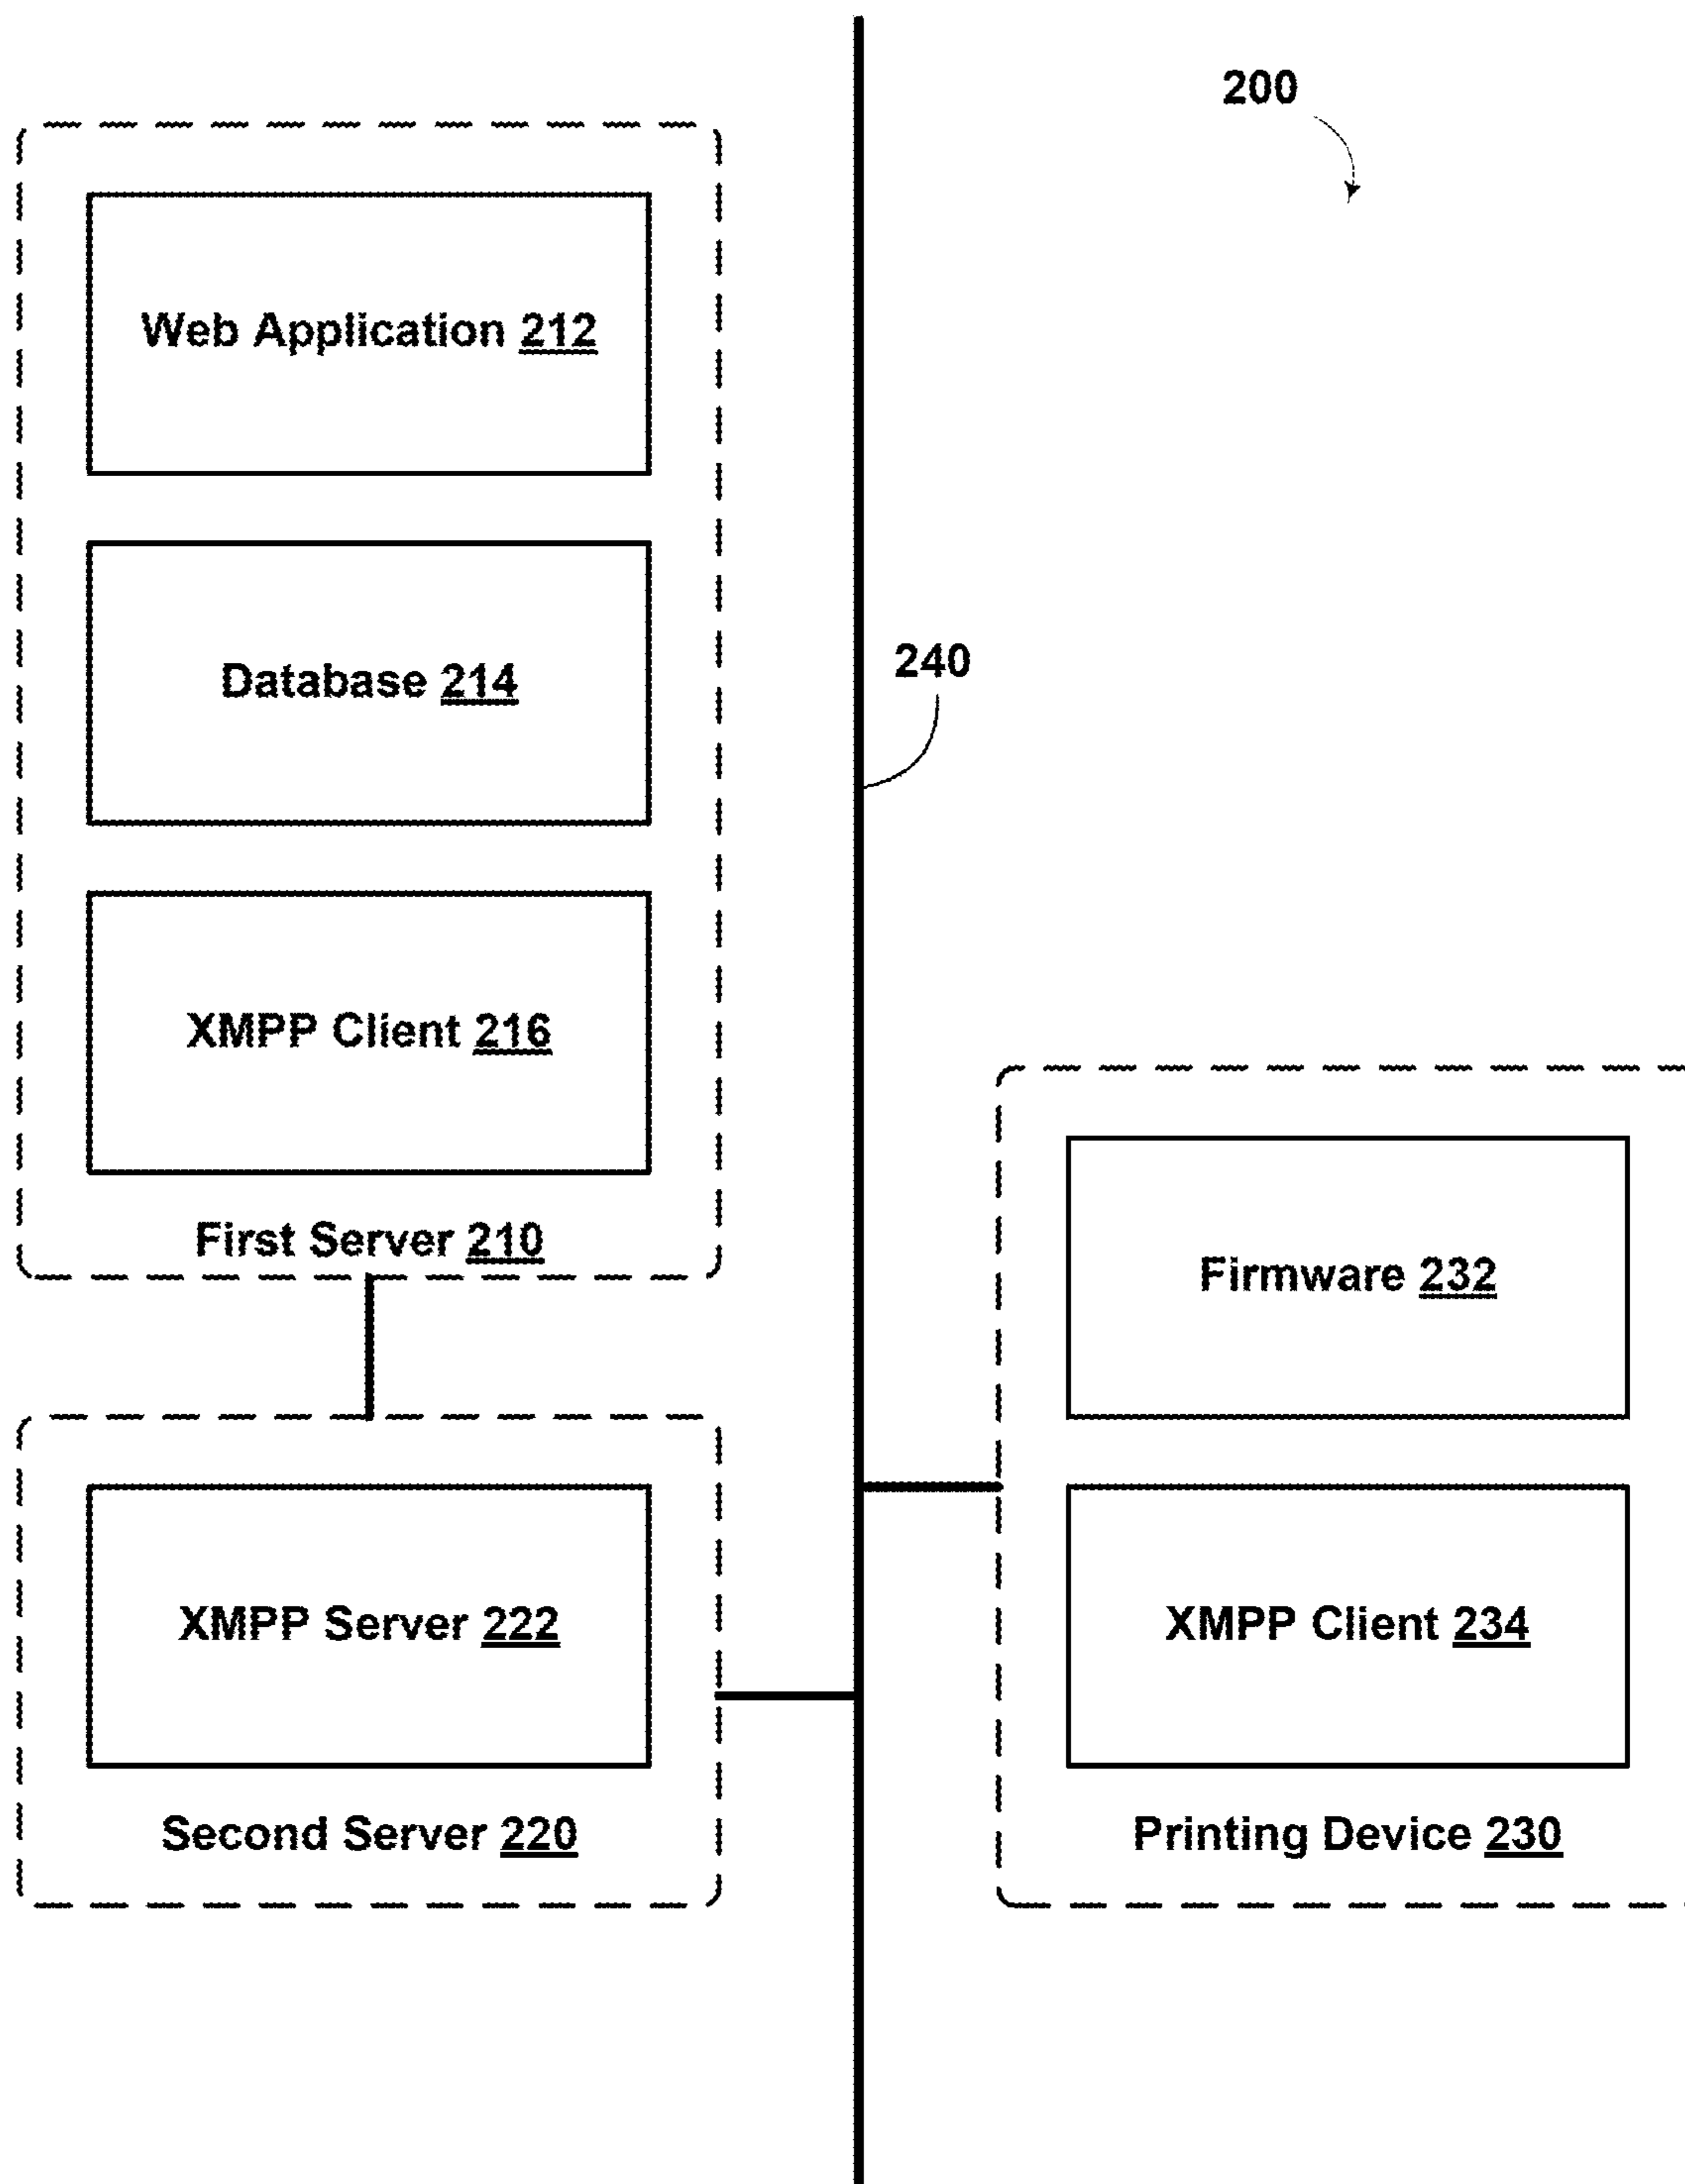 200
Web Application 212
Database 214
240
XMPP Client 216
First Server 210
Firmware 232
XMPP Server 222
XMPP Client 234
Second Server 220
Printing Device 230